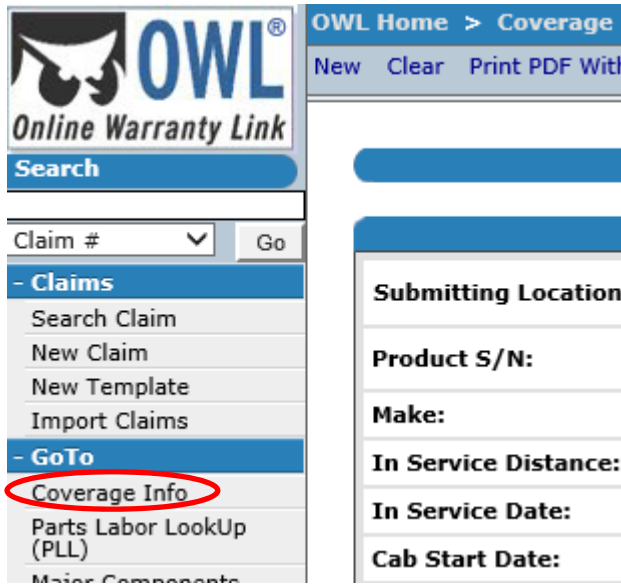 OWL®
Online Warranty Link
Search
Claim #
Go
- Claims
Search Claim
New Claim
New Template
Import Claims
- GoTo
Coverage Info
Parts Labor LookUp
(PLL)
Major Components
OWL Home > Coverage
New Clear Print PDF With
Submitting Location
Product S/N:
Make:
In Service Distance:
In Service Date:
Cab Start Date: